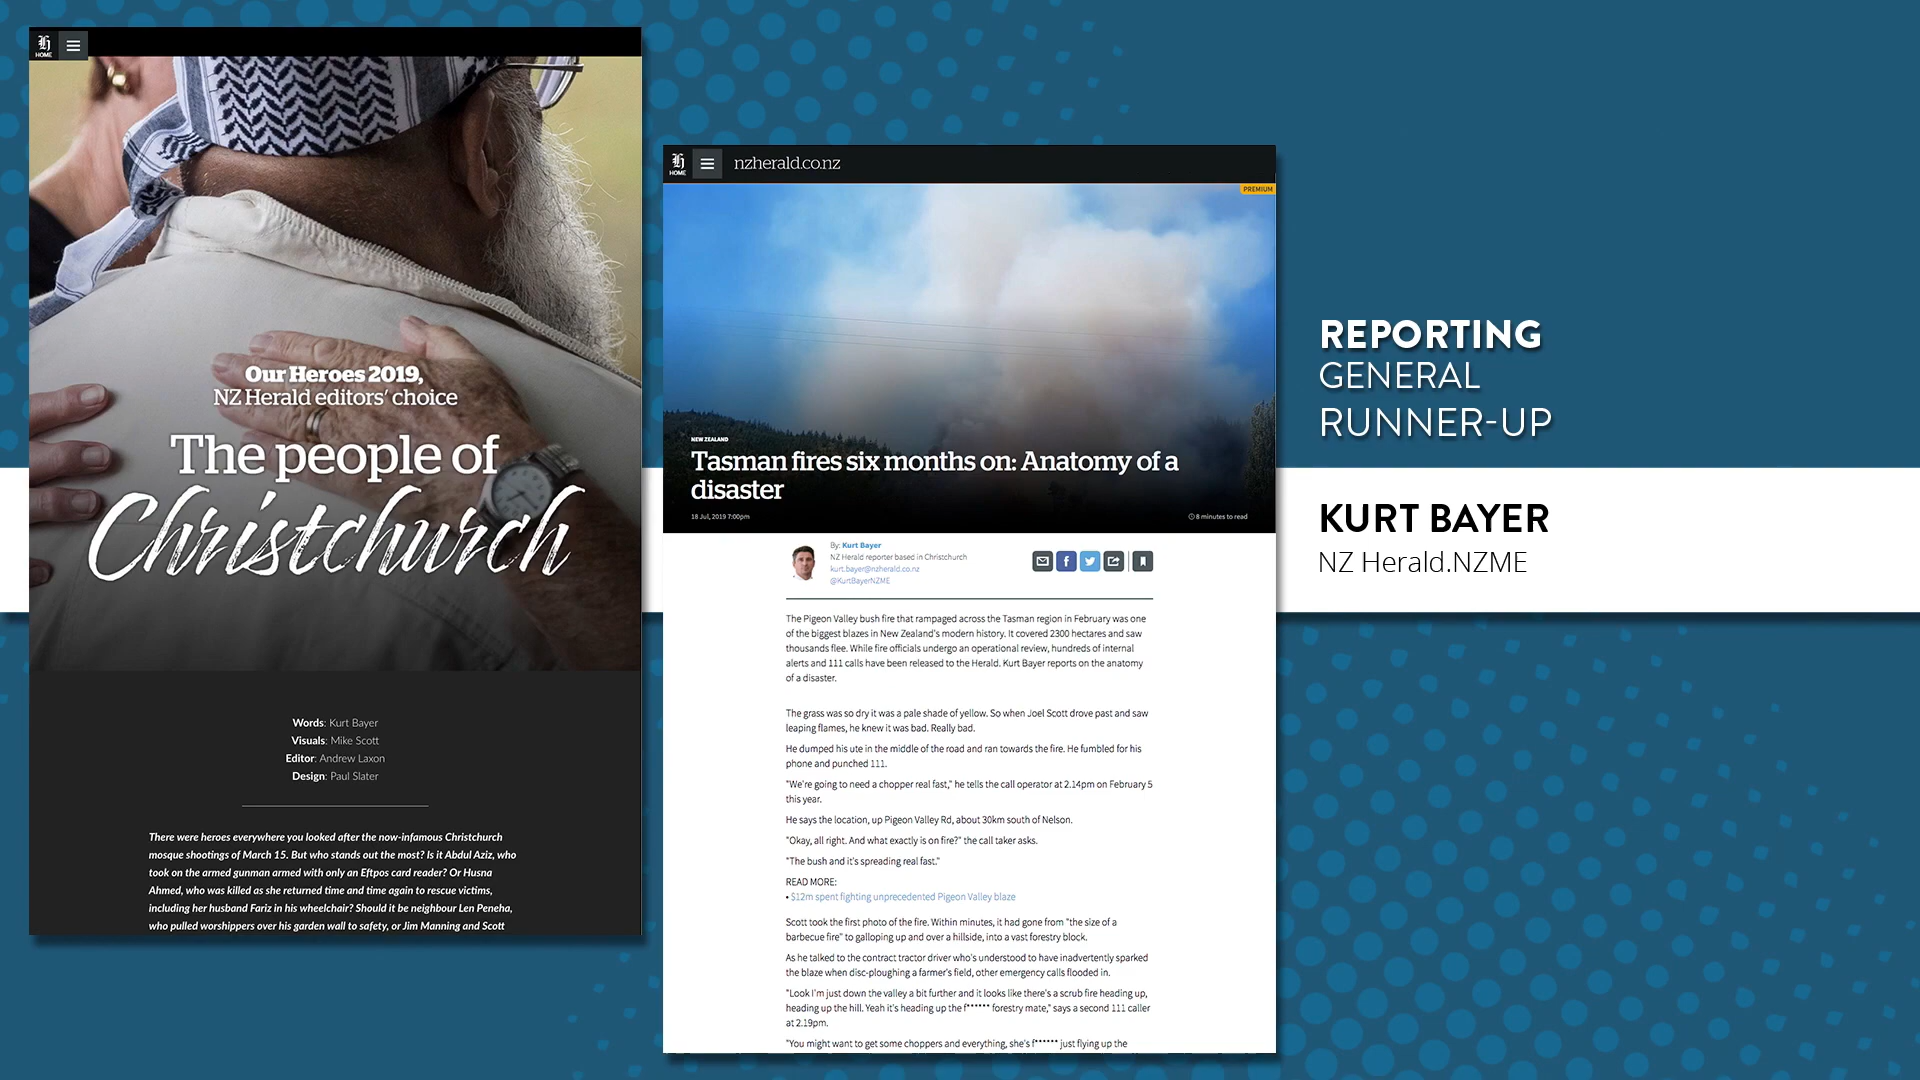 HOME
Our Heroes 2019,
NZ Herald editors' choice
The people of
Christchurch
Words: Kurt Bayer
Visuals: Mike Scott
Editor: Andrew Laxon
Design: Paul Slater
There were heroes everywhere you looked after the now-infamous Christchurch
mosque shootings of March 15. But who stands out the most? Is it Abdul Aziz, who
took on the armed gunman armed with only an Eftpos card reader? Or Husna
Ahmed, who was killed as she returned time and time again to rescue victims,
including her husband Fariz in his wheelchair? Should it be neighbour Len Peneha,
who pulled worshippers over his garden wall to safety, or Jim Manning and Scott
HOME
nzherald.co.nz
PREMIUM
NEW ZEALAND
Tasman fires six months on: Anatomy of a
disaster
18 Jul, 2019 7:00pm
8 minutes to read
By: Kurt Bayer
NZ Herald reporter based in Christchurch
kurt.bayer@nzherald.co.nz
@KurtBayerNZME
The Pigeon Valley bush fire that rampaged across the Tasman region in February was one
of the biggest blazes in New Zealand's modern history. It covered 2300 hectares and saw
thousands flee. While fire officials undergo an operational review, hundreds of internal
alerts and 111 calls have been released to the Herald. Kurt Bayer reports on the anatomy
of a disaster.
The grass was so dry it was a pale shade of yellow. So when Joel Scott drove past and saw
leaping flames, he knew it was bad. Really bad.
He dumped his ute in the middle of the road and ran towards the fire. He fumbled for his
phone and punched 111.
"We're going to need a chopper real fast," he tells the call operator at 2.14pm on February 5
this year.
He says the location, up Pigeon Valley Rd, about 30km south of Nelson.
"Okay, all right. And what exactly is on fire?" the call taker asks.
"The bush and it's spreading real fast."
READ MORE:
• $12m spent fighting unprecedented Pigeon Valley blaze
Scott took the first photo of the fire. Within minutes, it had gone from "the size of a
barbecue fire" to galloping up and over a hillside, into a vast forestry block.
As he talked to the contract tractor driver who's understood to have inadvertently sparked
the blaze when disc-ploughing a farmer's field, other emergency calls flooded in.
"Look I'm just down the valley a bit further and it looks like there's a scrub fire heading up,
heading up the hill. Yeah it's heading up the f****** forestry mate," says a second 111 caller
at 2.19pm.
"You might want to get some choppers and everything, she's f****** just flying up the
REPORTING
GENERAL
RUNNER-UP
KURT BAYER
NZ Herald.NZME